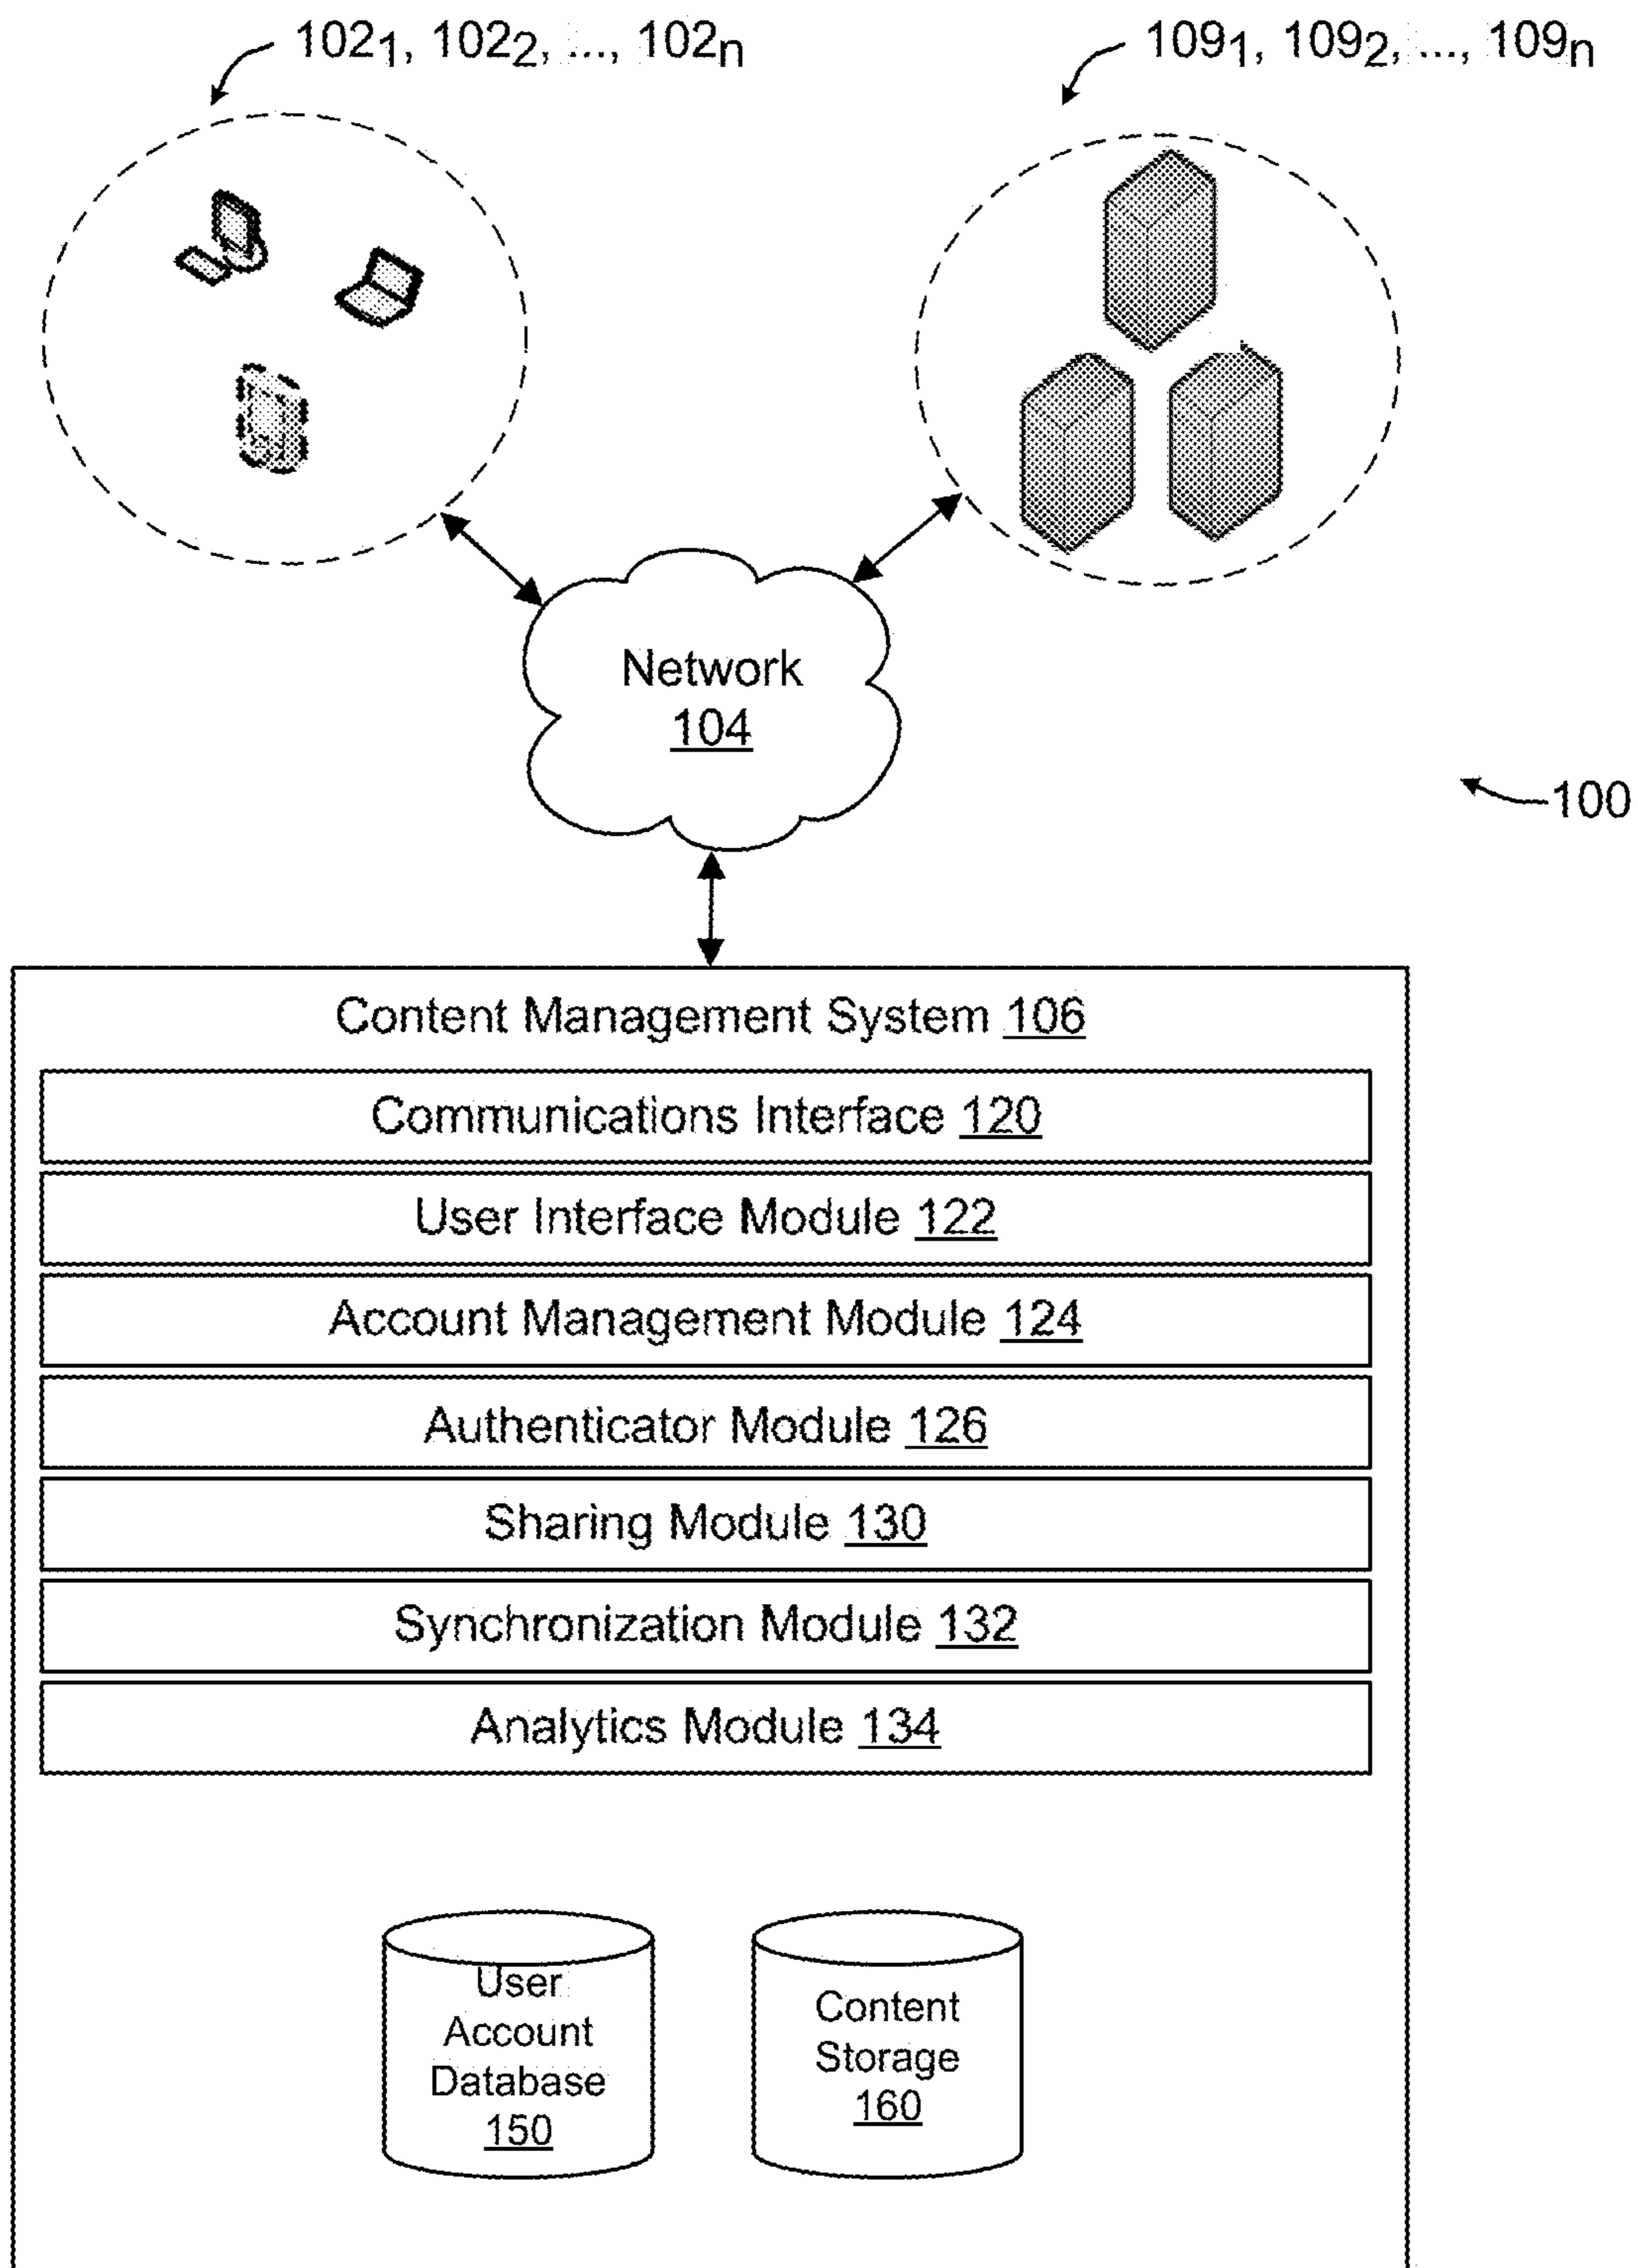 102₁, 102₂, ..., 102ₙ
109₁, 109₂, ..., 109ₙ
Network
104
100
Content Management System 106
Communications Interface 120
User Interface Module 122
Account Management Module 124
Authenticator Module 126
Sharing Module 130
Synchronization Module 132
Analytics Module 134
User
Account
Database
150
Content
Storage
160